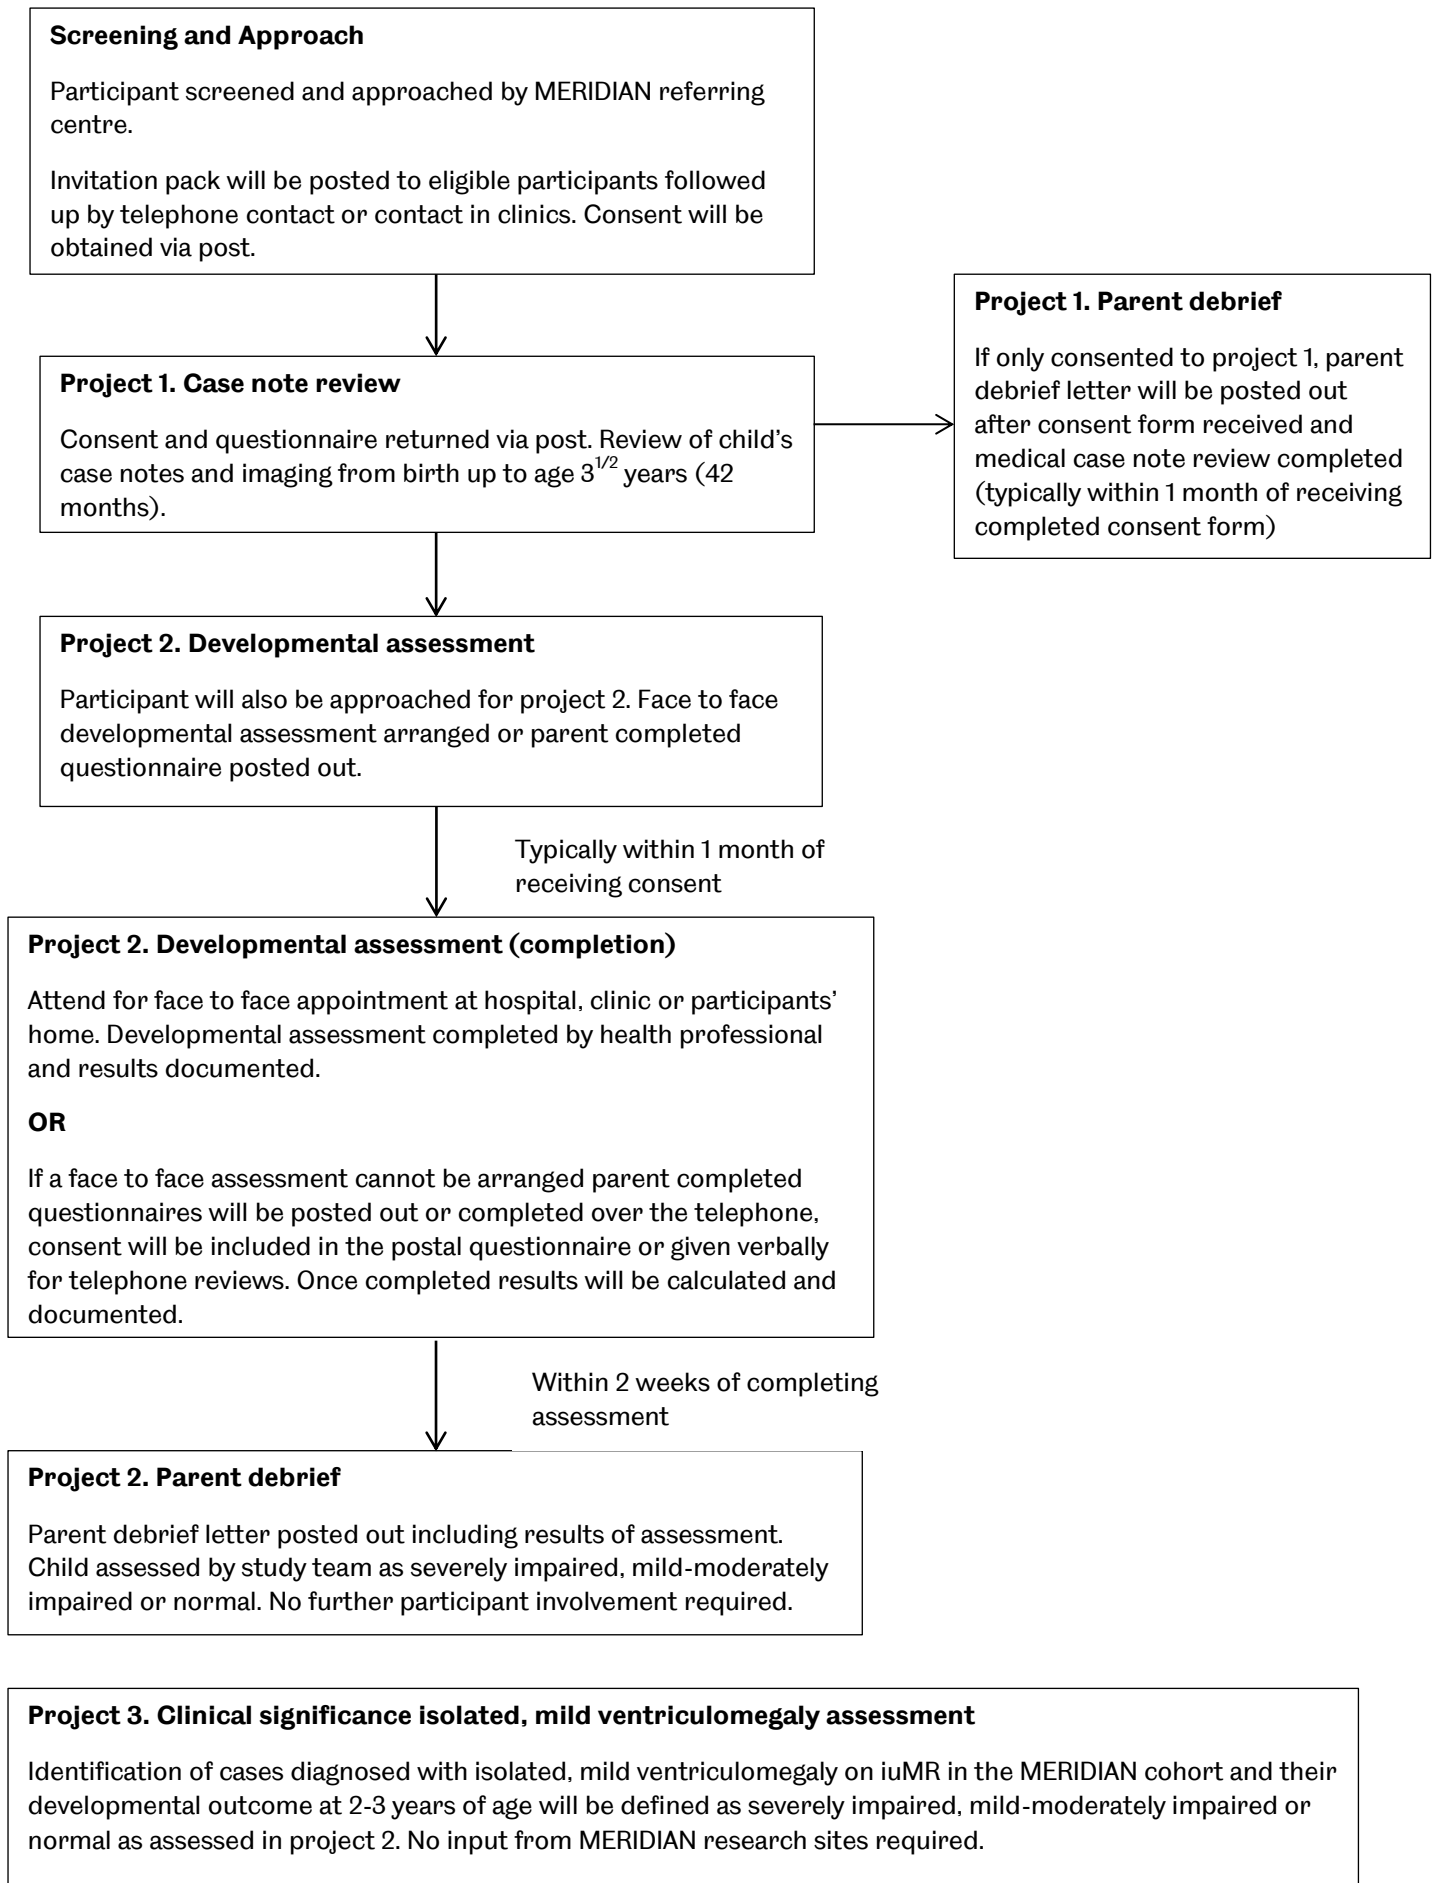 Screening and Approach
Participant screened and approached by MERIDIAN referring
centre.
Invitation pack will be posted to eligible participants followed
up by telephone contact or contact in clinics. Consent will be
obtained via post.
Project 1. Case note review
Consent and questionnaire returned via post. Review of child's
case notes and imaging from birth up to age 3 1/2 years (42
months).
Project 1. Parent debrief
If only consented to project 1, parent
debrief letter will be posted out
after consent form received and
medical case note review completed
(typically within 1 month of receiving
completed consent form)
Project 2. Developmental assessment
Participant will also be approached for project 2. Face to face
developmental assessment arranged or parent completed
questionnaire posted out.
Typically within 1 month of
receiving consent
Project 2. Developmental assessment (completion)
Attend for face to face appointment at hospital, clinic or participants'
home. Developmental assessment completed by health professional
and results documented.
OR
If a face to face assessment cannot be arranged parent completed
questionnaires will be posted out or completed over the telephone,
consent will be included in the postal questionnaire or given verbally
for telephone reviews. Once completed results will be calculated and
documented.
Within 2 weeks of completing
assessment
Project 2. Parent debrief
Parent debrief letter posted out including results of assessment.
Child assessed by study team as severely impaired, mild-moderately
impaired or normal. No further participant involvement required.
Project 3. Clinical significance isolated, mild ventriculomegaly assessment
Identification of cases diagnosed with isolated, mild ventriculomegaly on iuMR in the MERIDIAN cohort and their
developmental outcome at 2-3 years of age will be defined as severely impaired, mild-moderately impaired or
normal as assessed in project 2. No input from MERIDIAN research sites required.